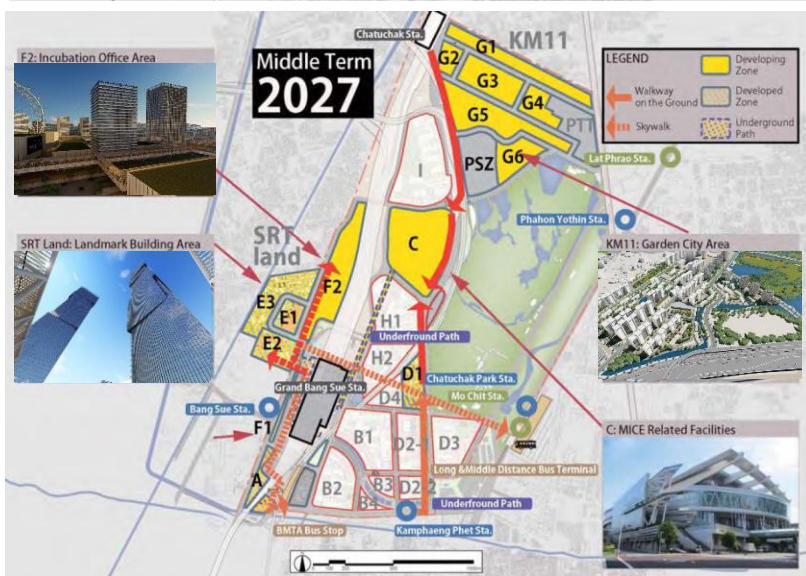 Chatuchak Sta.
KM11
F2: Incubation Office Area
Middle Term
2027
G1
G2
G3
G4
G5
G6
PTT
PSZ
LEGEND
Walkway
on the Ground
Skywalk
Developing
Zone
Developed
Zone
Underground
Path
Lat Phrao Sta.
Phahon Yothin Sta.
I
C
SRT
land
SRT Land: Landmark Building Area
KM11: Garden City Area
F2
E3
E1
E2
H1
Underfround Path
H2
D1
Grand Bang Sue Sta.
Chatuchak Park Sta.
Mo Chit Sta.
Bang Sue Sta.
F1
D4
B1
D2-1
D3
C: MICE Related Facilities
Long &Middle Distance Bus Terminal
A
B2
B3
B4
D2-2
Underfround Path
BMTA Bus Stop
Kamphaeng Phet Sta.